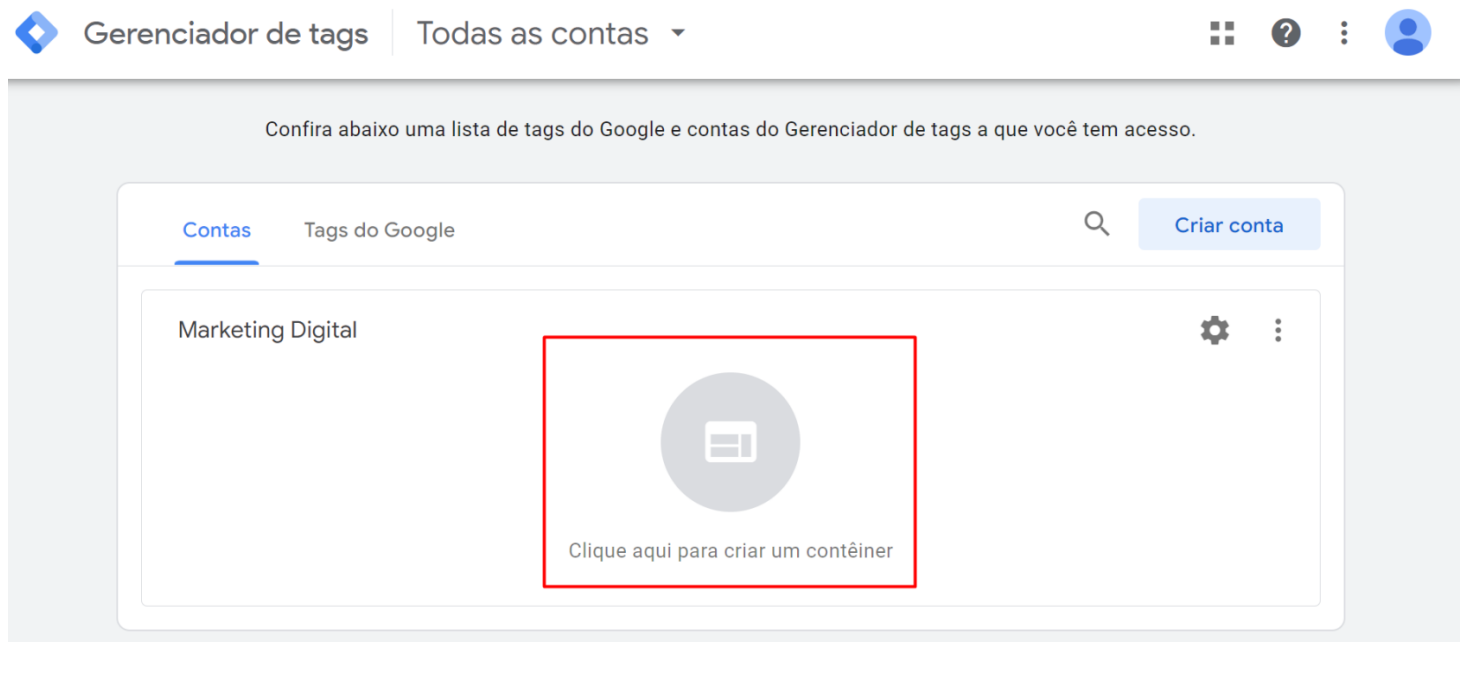 Gerenciador de tags Todas as contas
Confira abaixo uma lista de tags do Google e contas do Gerenciador de tags a que você tem acesso.
Contas Tags do Google Criar conta
Marketing Digital
Clique aqui para criar um contêiner